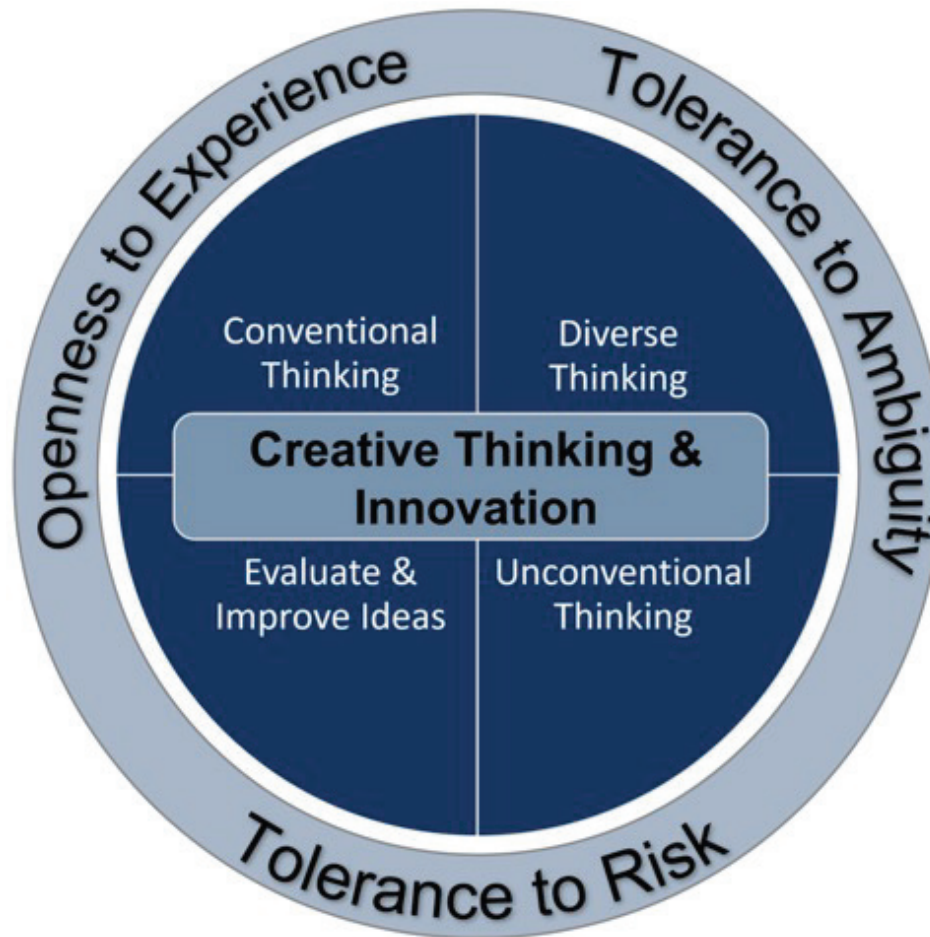 Openness to Experience
Tolerance to Ambiguity
Conventional
Thinking
Diverse
Thinking
Creative Thinking &
Innovation
Evaluate &
Improve Ideas
Unconventional
Thinking
Tolerance to Risk